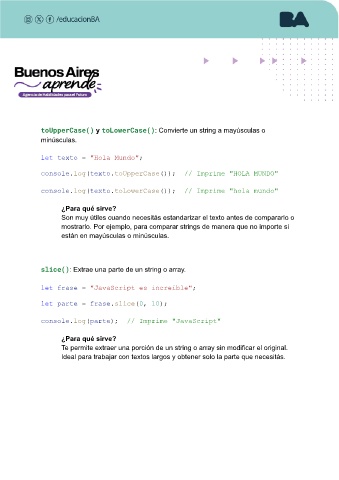 /educacionBA
BA
Buenos Aires
aprende
Agencia de Habilidades para el Futuro
toUpperCase() y toLowerCase(): Convierte un string a mayúsculas o
minúsculas.
let texto = "Hola Mundo";
console.log(texto.toUpperCase()); // Imprime "HOLA MUNDO"
console.log(texto.toLowerCase()); // Imprime "hola mundo"
¿Para qué sirve?
Son muy útiles cuando necesitás estandarizar el texto antes de compararlo o
mostrarlo. Por ejemplo, para comparar strings de manera que no importe si
están en mayúsculas o minúsculas.
slice(): Extrae una parte de un string o array.
let frase = "JavaScript es increíble";
let parte = frase.slice(0, 10);
console.log(parte); // Imprime "JavaScript"
¿Para qué sirve?
Te permite extraer una porción de un string o array sin modificar el original.
Ideal para trabajar con textos largos y obtener solo la parte que necesitás.